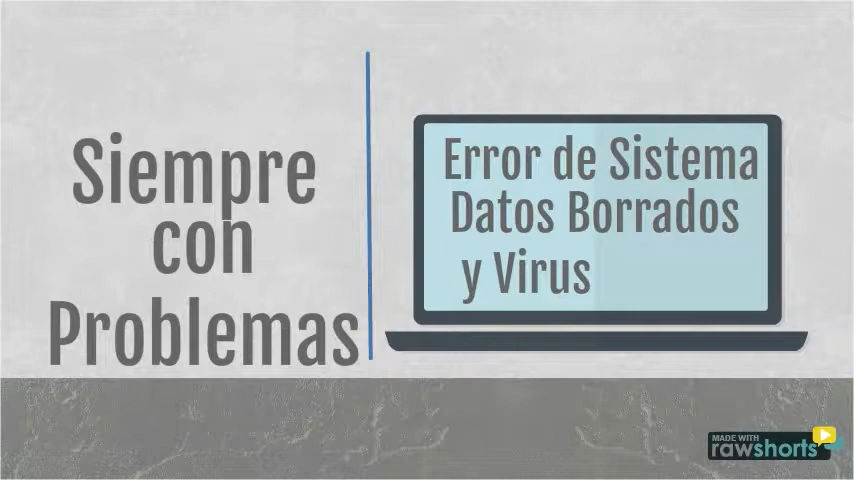 Siempre
con
Problemas
Error de Sistema
Datos Borrados
y Virus
MADE WITH
rawshorts